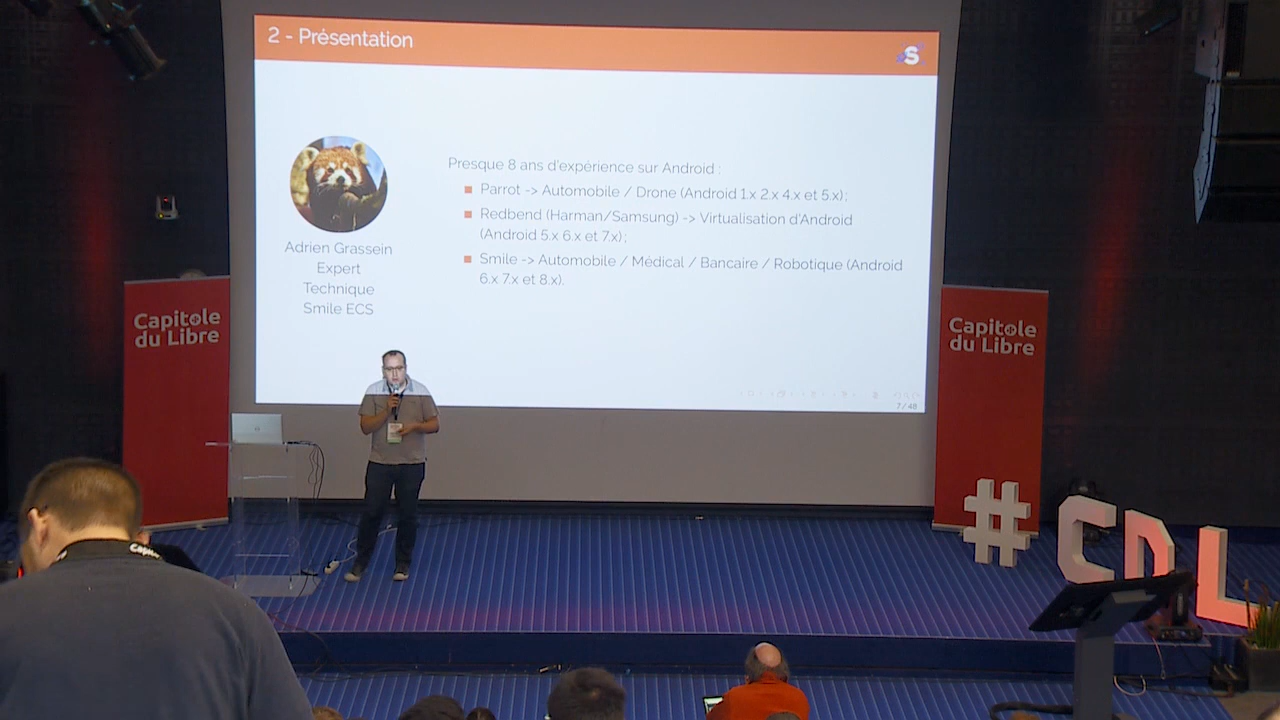 2 - Présentation
S
Presque 8 ans d'expérience sur Android :
Parrot -> Automobile / Drone (Android 1.x 2.x 4.x et 5.x) ;
Redbend (Harman/Samsung) -> Virtualisation d'Android
(Android 5.x 6.x et 7.x) ;
Smile -> Automobile / Médical / Bancaire / Robotique (Android
6.x 7.x et 8.x).
Adrien Grassein
Expert
Technique
Smile ECS
7 / 48
Capitole
du Libre
Capitole
du Libre
#CDL